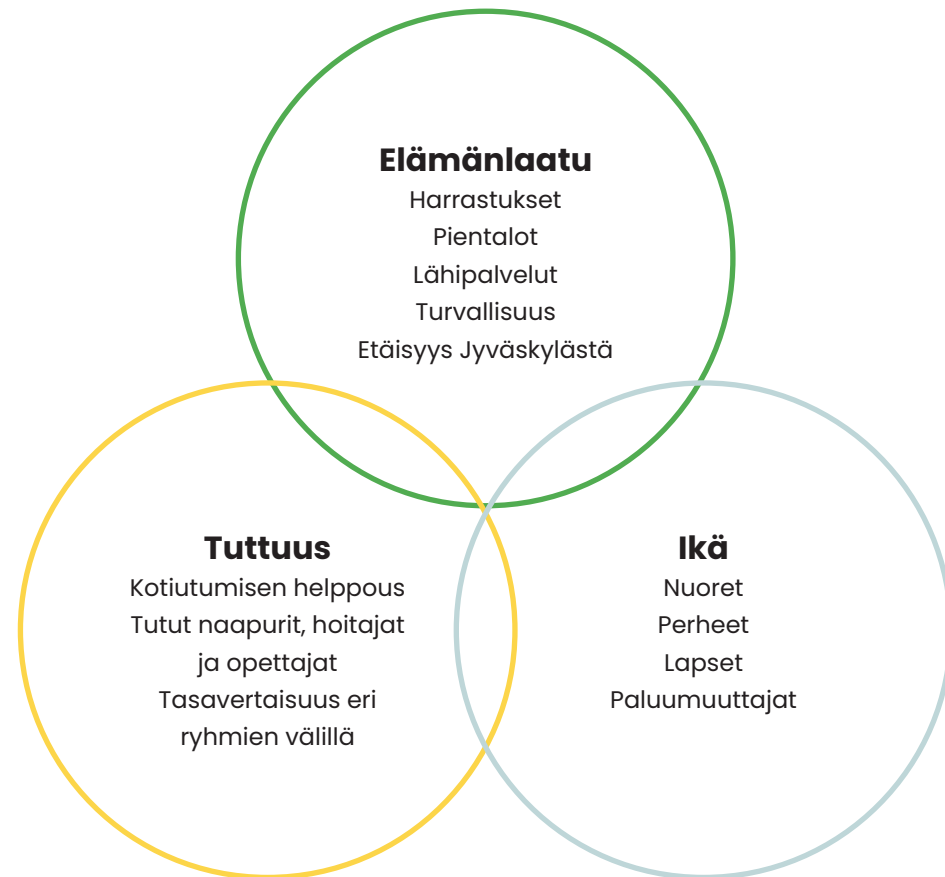 Elämänlaatu
Harrastukset
Pientalot
Lähipalvelut
Turvallisuus
Etäisyys Jyväskylästä
Tuttuus
Kotiutumisen helppous
Tutut naapurit, hoitajat
ja opettajat
Tasavertaisuus eri
ryhmien välillä
Ikä
Nuoret
Perheet
Lapset
Paluumuuttajat